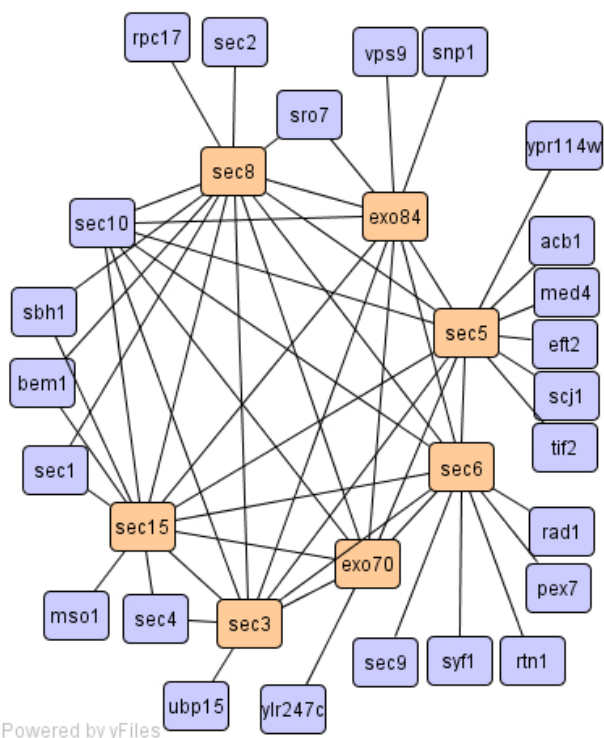 rpc17
sec2
vps9
snp1
sro7
ypr114w
sec8
exo84
sec10
acb1
med4
sbh1
sec5
eft2
bem1
scj1
tif2
sec1
sec6
sec15
rad1
exo70
pex7
mso1
sec4
sec3
sec9
syf1
rtn1
ubp15
ylr247c
Powered by yFiles